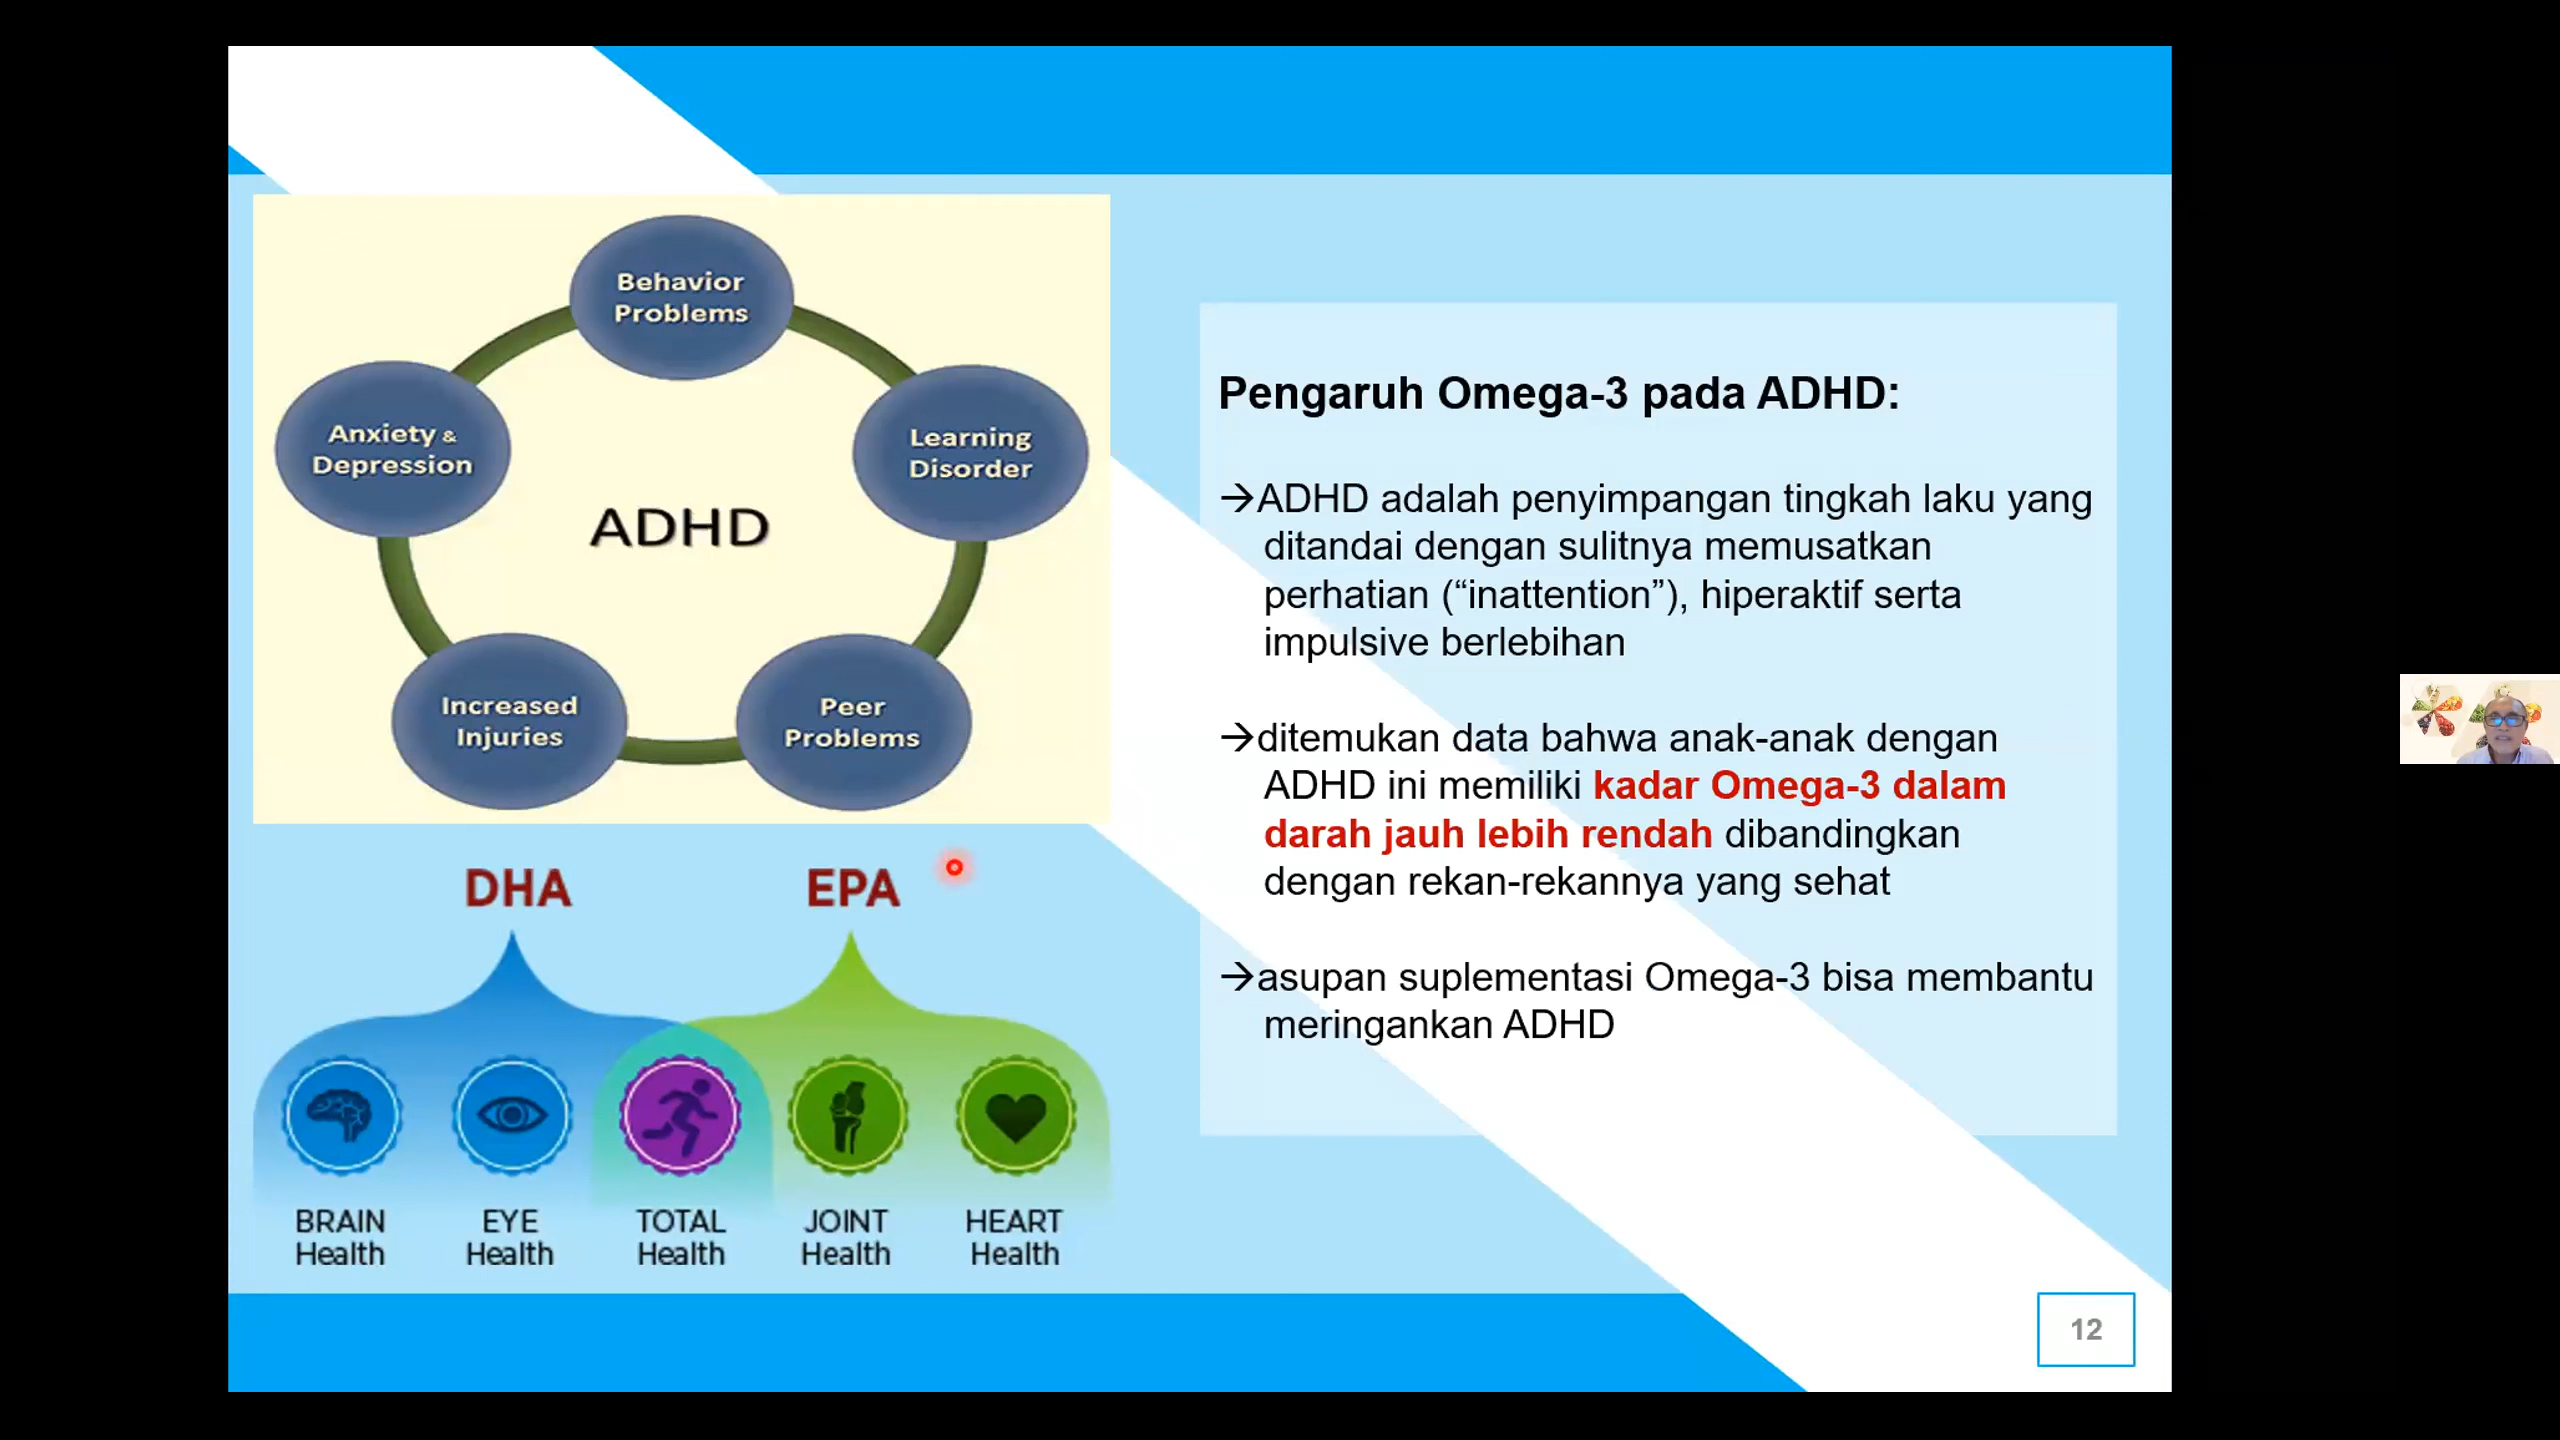 Behavior
Problems
Anxiety &
Depression
Learning
Disorder
ADHD
Increased
Injuries
Peer
Problems
DHA
EPA
BRAIN
Health
EYE
Health
TOTAL
Health
JOINT
Health
HEART
Health
Pengaruh Omega-3 pada ADHD:
→ADHD adalah penyimpangan tingkah laku yang
ditandai dengan sulitnya memusatkan
perhatian (“inattention”), hiperaktif serta
impulsive berlebihan
→ditemukan data bahwa anak-anak dengan
ADHD ini memiliki kadar Omega-3 dalam
darah jauh lebih rendah dibandingkan
dengan rekan-rekannya yang sehat
→asupan suplementasi Omega-3 bisa membantu
meringankan ADHD
12